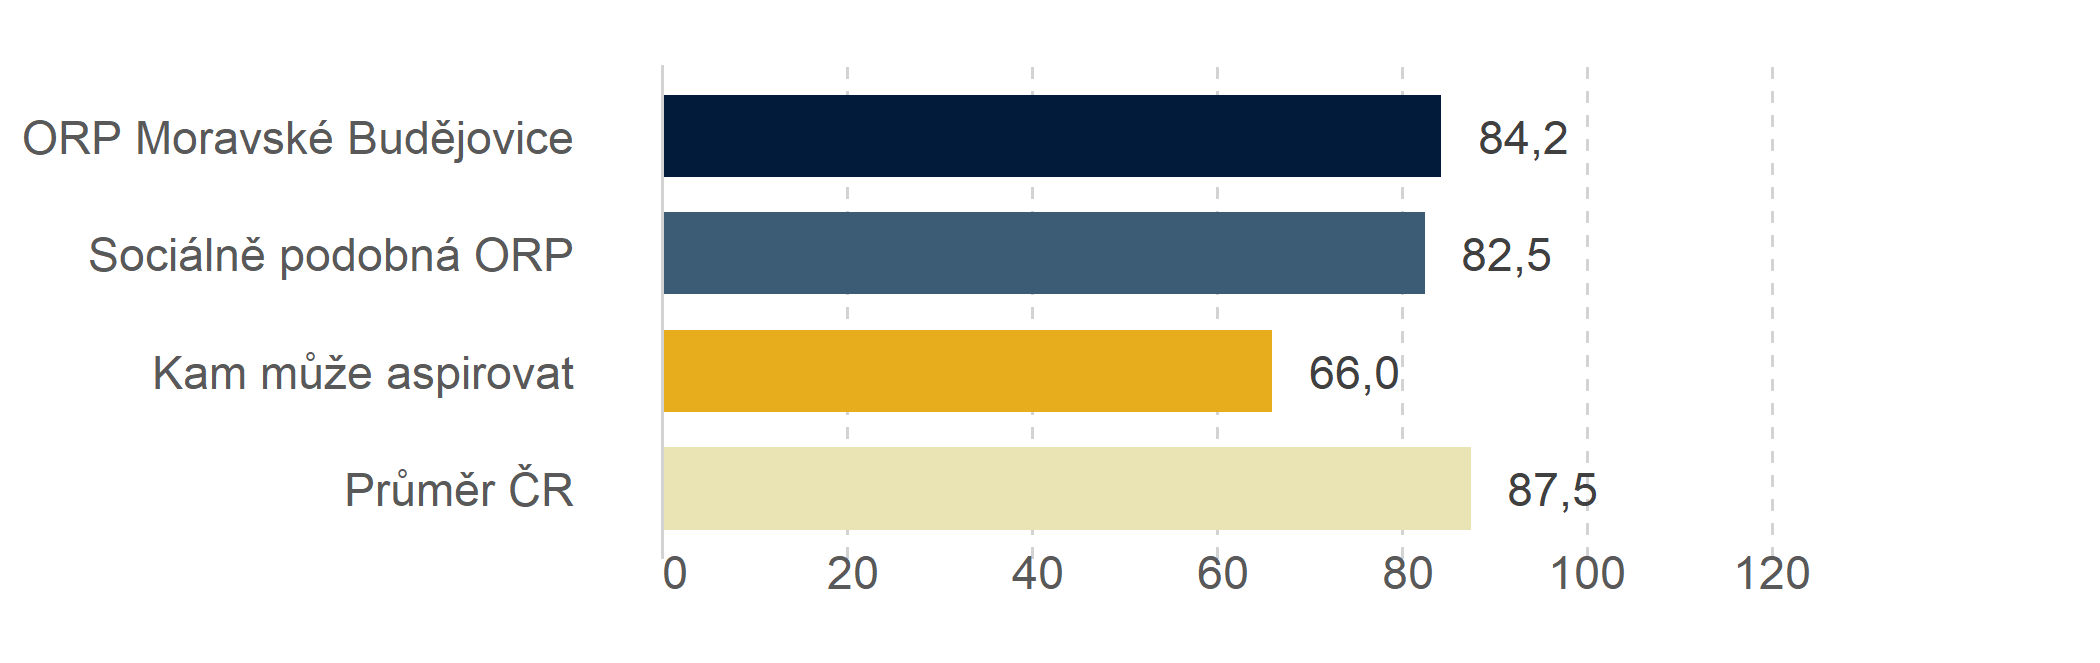 ORP Moravské Budějovice
84,2
Sociálně podobná ORP
82,5
Kam může aspirovat
66,0
Průměr ČR
87,5
0 20 40 60 80 100 120